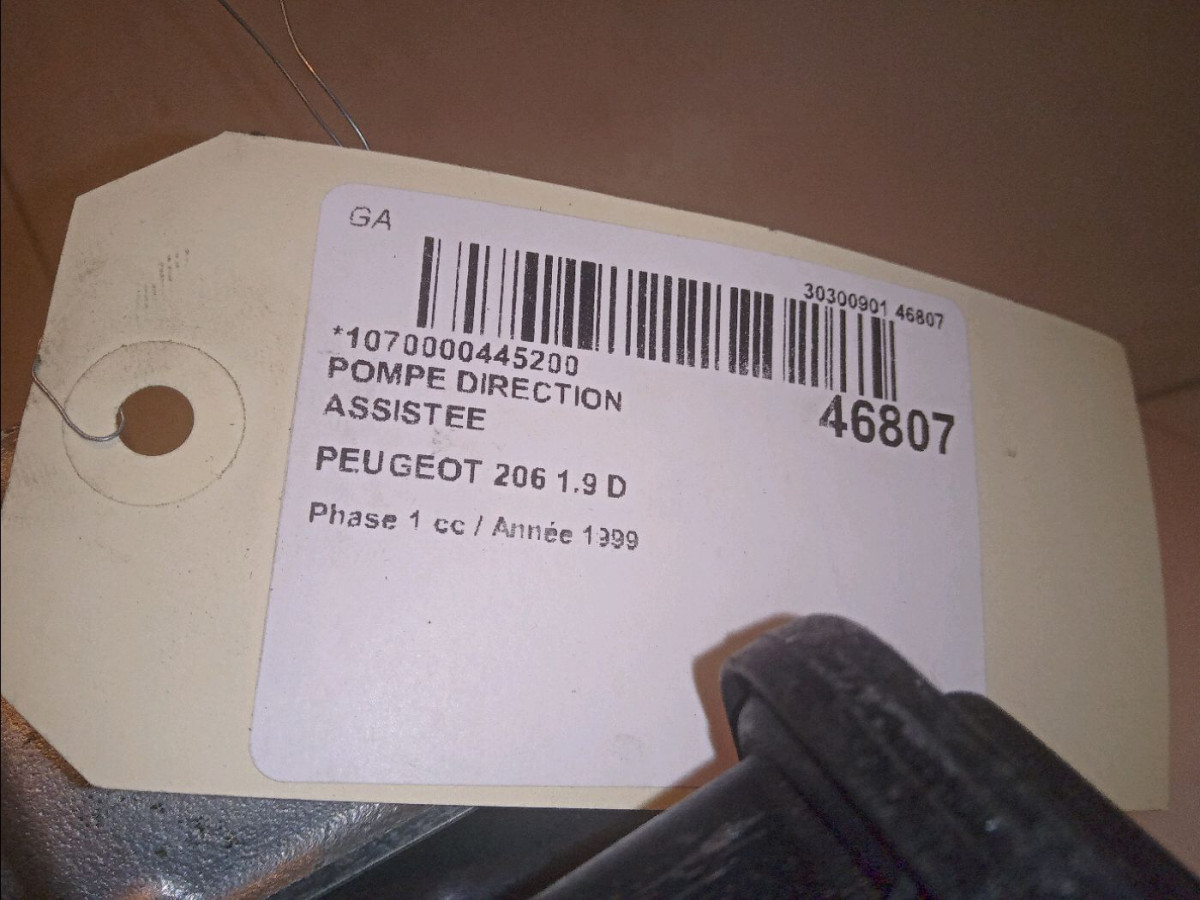 GA
30300901 46807
*1070000445200
POMPE DIRECTION
ASSISTEE
46807
PEUGEOT 206 1.9 D
Phase 1 cc / Année 1999